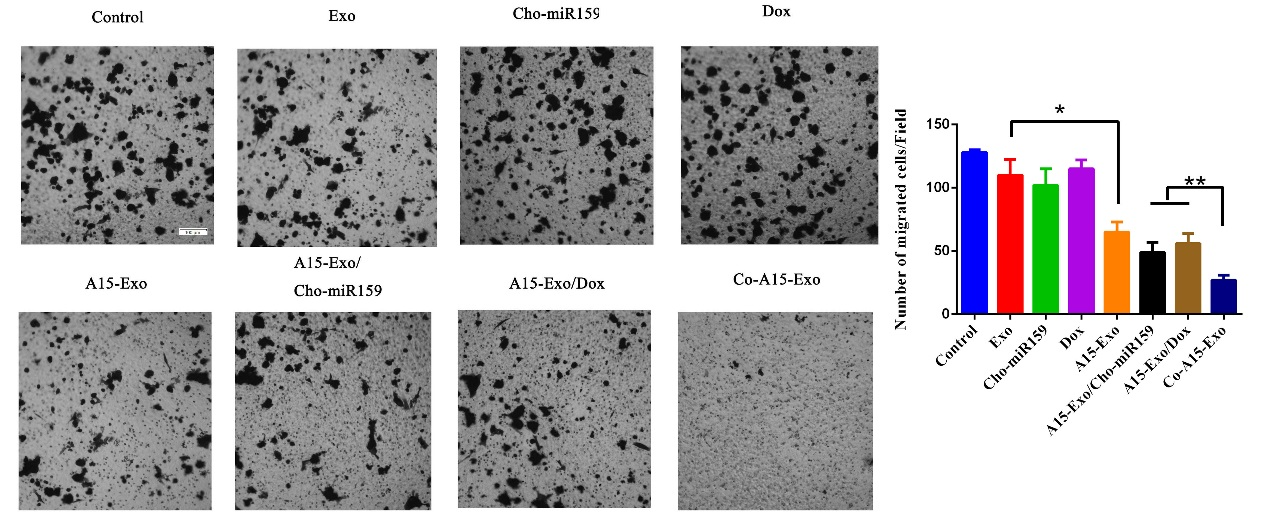 Control
Exo
Cho-miR159
Dox
A15-Exo
A15-Exo/
Cho-miR159
A15-Exo/Dox
Co-A15-Exo
Number of migrated cells/Field
150
100
50
0
*
**
Control
Exo
Cho-miR159
Dox
A15-Exo
A15-Exo/Cho-miR159
A15-Exo/Dox
Co-A15-Exo